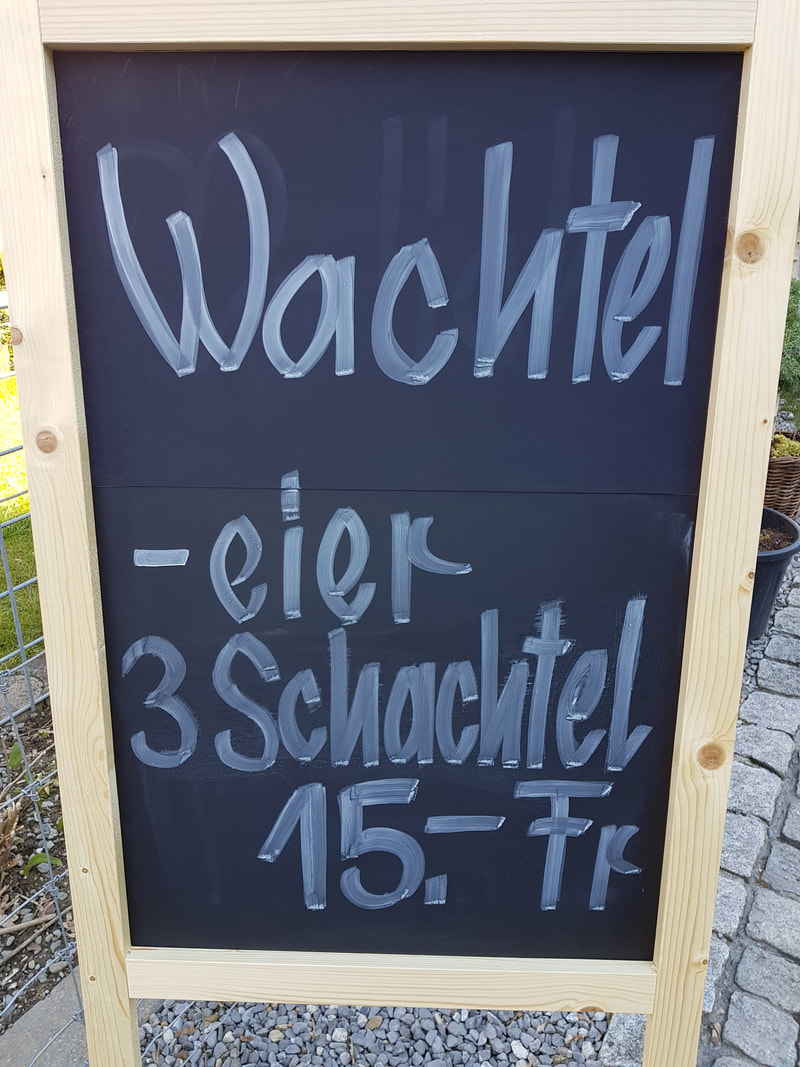 Wachtel
-eier
3 Schachtel
15.- Fr